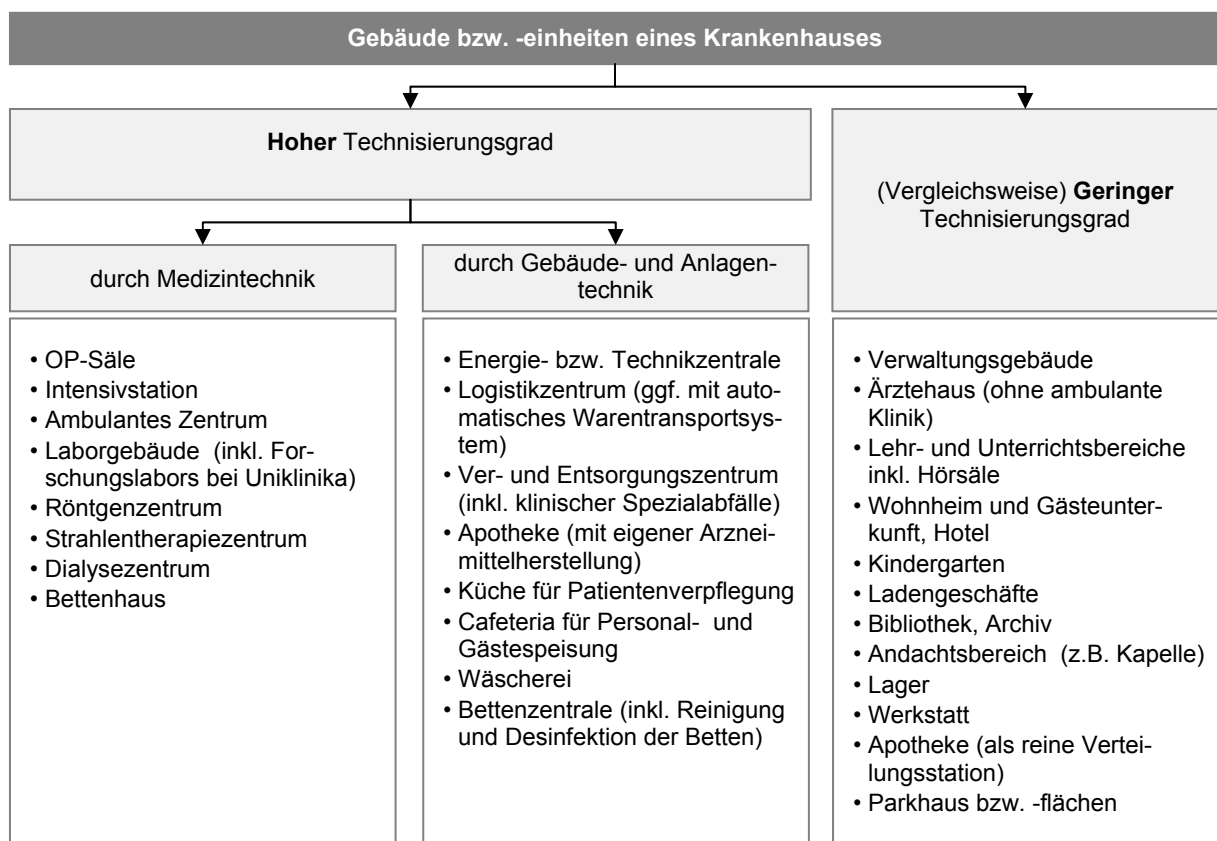 Gebäude bzw. -einheiten eines Krankenhauses
Hoher Technisierungsgrad
(Vergleichsweise) Geringer
Technisierungsgrad
durch Medizintechnik
durch Gebäude- und Anlagen-
technik
• OP-Säle
• Intensivstation
• Ambulantes Zentrum
• Laborgebäude (inkl. For-
schungslabors bei Uniklinika)
• Röntgenzentrum
• Strahlentherapiezentrum
• Dialysezentrum
• Bettenhaus
• Energie- bzw. Technikzentrale
• Logistikzentrum (ggf. mit auto-
matisches Warentransportsys-
tem)
• Ver- und Entsorgungszentrum
(inkl. klinischer Spezialabfälle)
• Apotheke (mit eigener Arznei-
mittelherstellung)
• Küche für Patientenverpflegung
• Cafeteria für Personal- und
Gästespeisung
• Wäscherei
• Bettenzentrale (inkl. Reinigung
und Desinfektion der Betten)
• Verwaltungsgebäude
• Ärztehaus (ohne ambulante
Klinik)
• Lehr- und Unterrichtsbereiche
inkl. Hörsäle
• Wohnheim und Gästeunter-
kunft, Hotel
• Kindergarten
• Ladengeschäfte
• Bibliothek, Archiv
• Andachtsbereich (z.B. Kapelle)
• Lager
• Werkstatt
• Apotheke (als reine Vertei-
lungsstation)
• Parkhaus bzw. -flächen